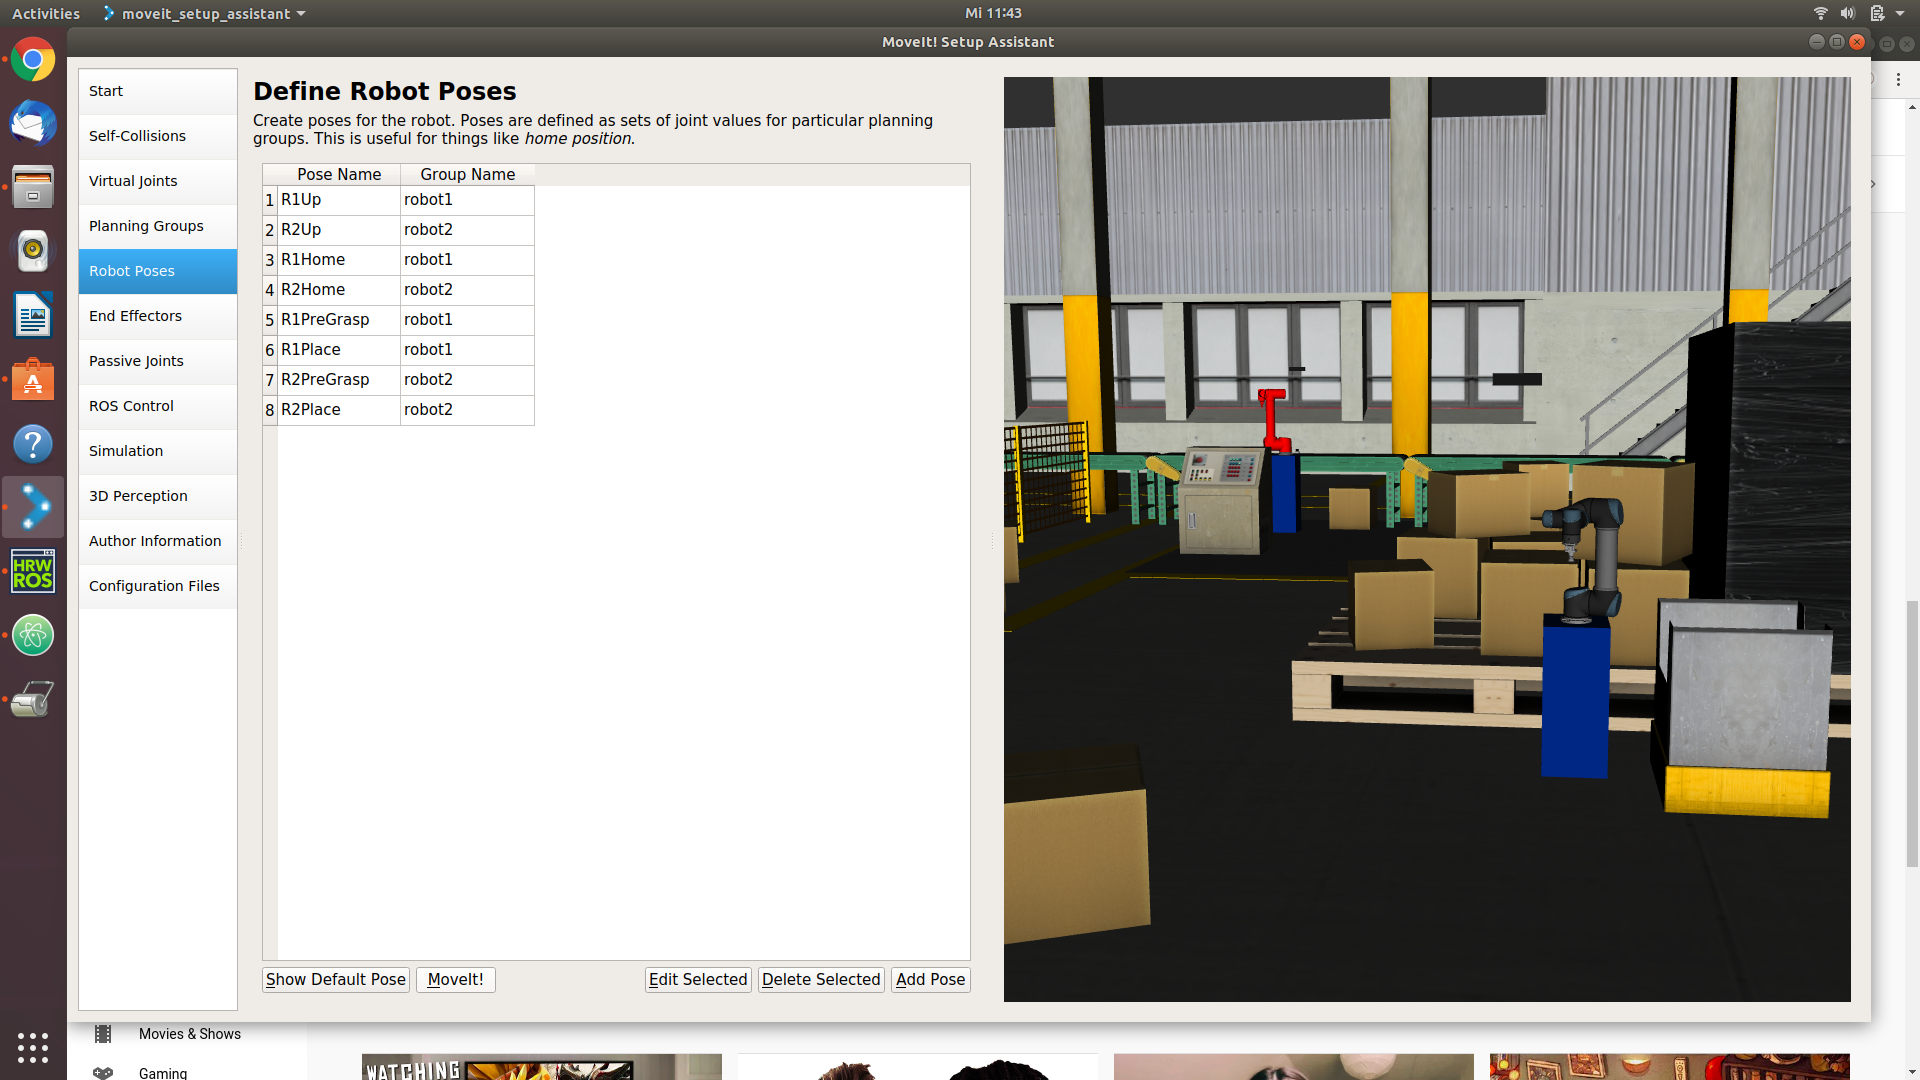 Activities
moveit_setup_assistant
Mi 11:43
MoveIt! Setup Assistant
Start
Self-Collisions
Virtual Joints
Planning Groups
Robot Poses
End Effectors
Passive Joints
ROS Control
Simulation
3D Perception
Author Information
Configuration Files
Define Robot Poses
Create poses for the robot. Poses are defined as sets of joint values for particular planning
groups. This is useful for things like home position.
Pose Name Group Name
1 R1Up robot1
2 R2Up robot2
3 R1Home robot1
4 R2Home robot2
5 R1PreGrasp robot1
6 R1Place robot1
7 R2PreGrasp robot2
8 R2Place robot2
Show Default Pose MoveIt! Edit Selected Delete Selected Add Pose
HRW
ROS
Movies & Shows
Gaming
WATCHING